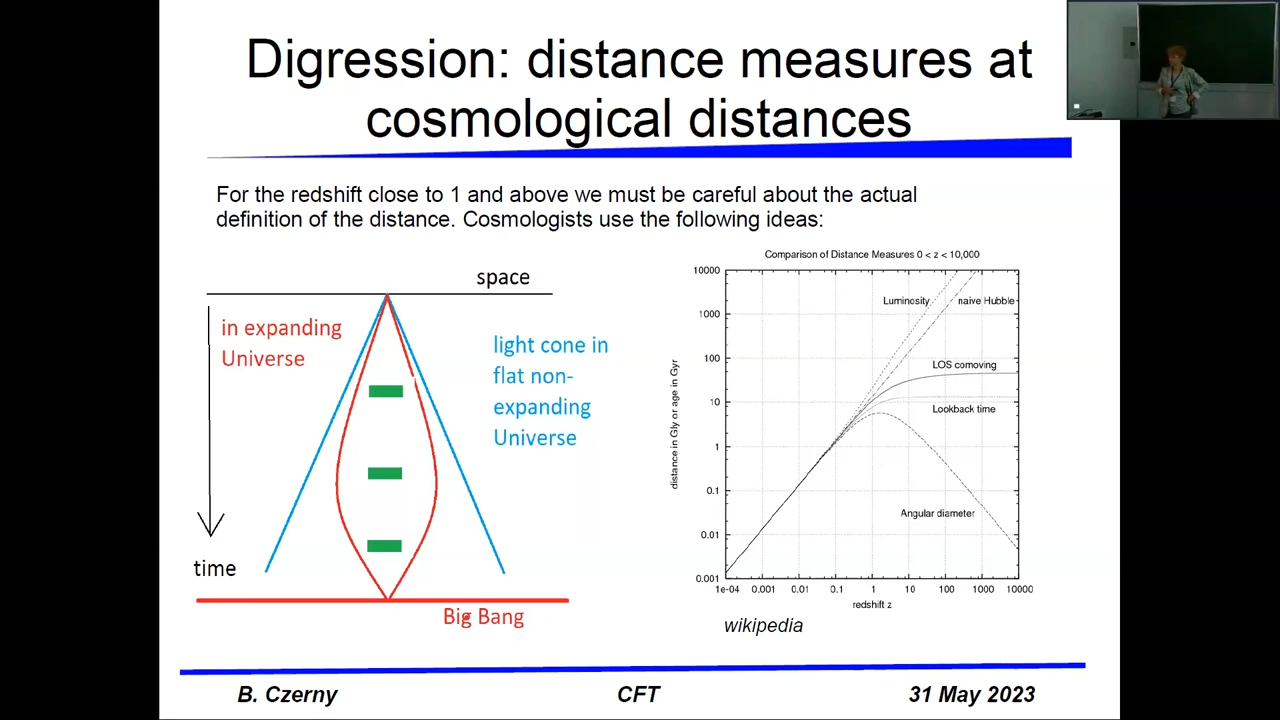 Digression: distance measures at
cosmological distances
For the redshift close to 1 and above we must be careful about the actual
definition of the distance. Cosmologists use the following ideas:
space
in expanding
Universe
light cone in
flat non-
expanding
Universe
time
Big Bang
Comparison of Distance Measures 0 < z < 10,000
distance in Gly or age in Gyr
10000
1000
100
10
1
0.1
0.01
0.001
Luminosity
naive Hubble
LOS comoving
Lookback time
Angular diameter
1e-04 0.001 0.01 0.1 1 10 100 1000 10000
redshift z
wikipedia
B. Czerny CFT 31 May 2023